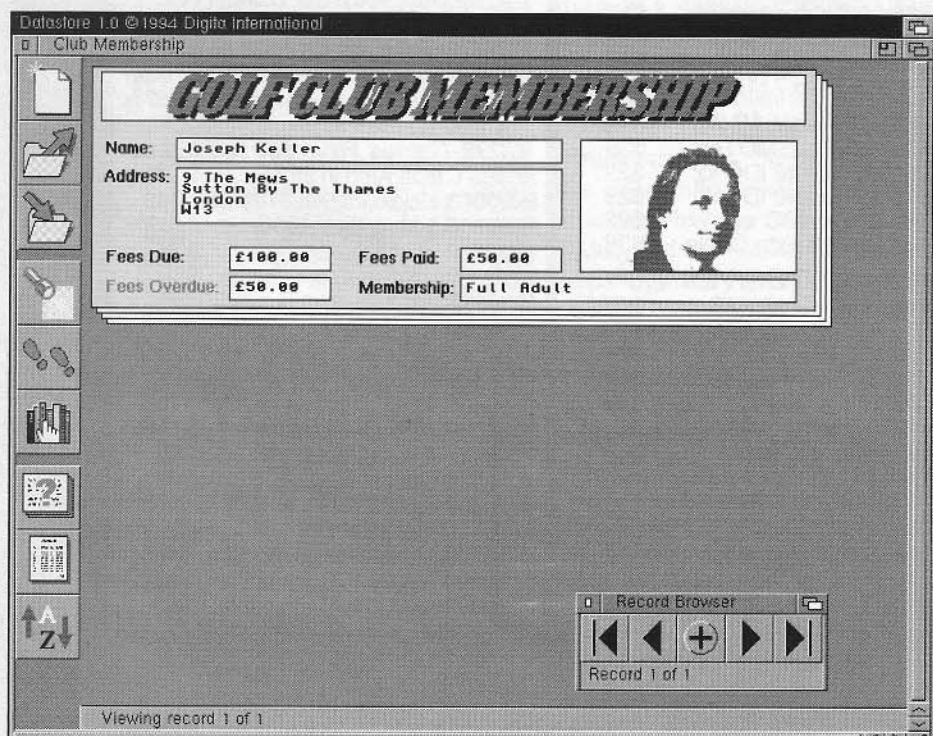 Datastore 1.0 ©1994 Digita International
Club Membership
GOLF CLUB MEMBERSHIP
Name: Joseph Keller
Address: 9 The Mews
Sutton By The Thames
London
W13
Fees Due: £100.00 Fees Paid: £50.00
Fees Overdue: £50.00 Membership: Full Adult
?
A
Z
Record Browser
Record 1 of 1
Viewing record 1 of 1